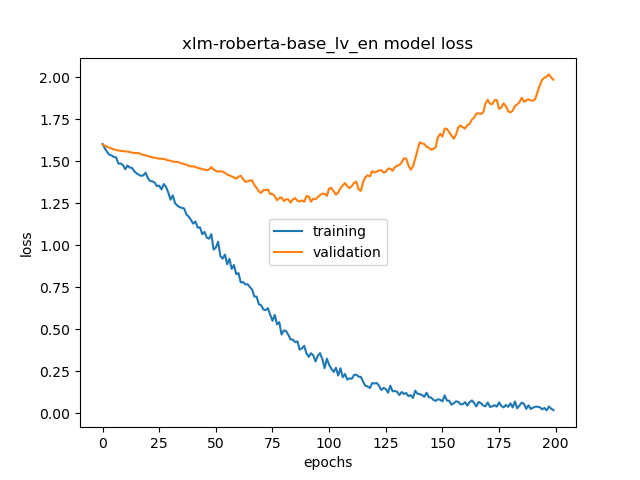 xlm-roberta-base_lv_en model loss
loss
2.00
1.75
1.50
1.25
1.00
0.75
0.50
0.25
0.00
training
validation
0 25 50 75 100 125 150 175 200
epochs